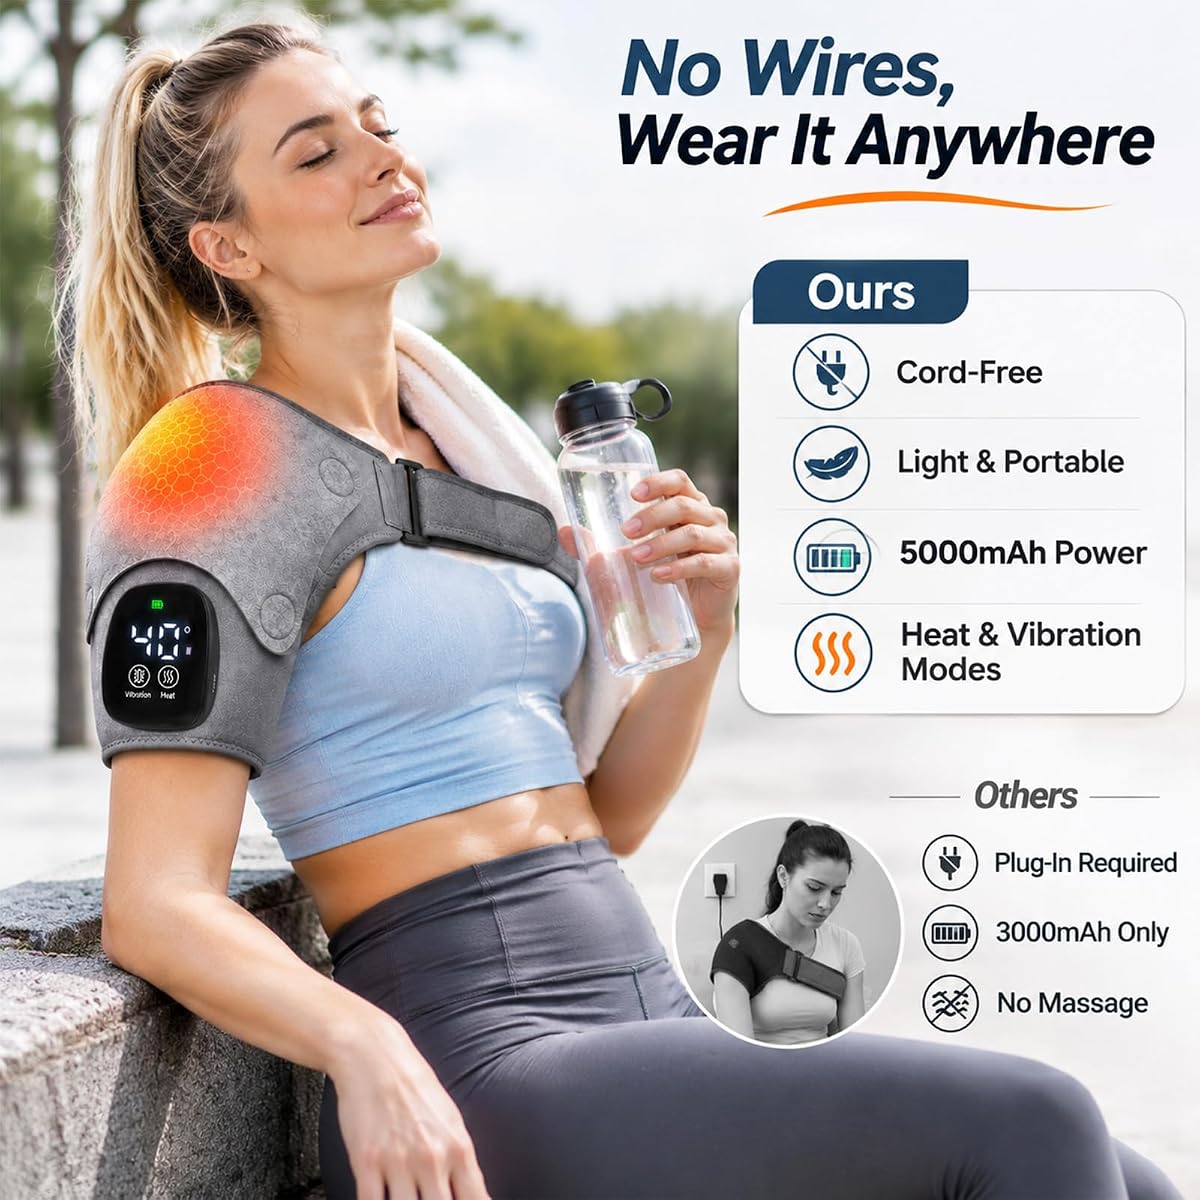 No Wires,
Wear It Anywhere
Ours
Cord-Free
Light & Portable
5000mAh Power
Heat & Vibration
Modes
40°
Vibration Heat
Others
Plug-In Required
3000mAh Only
No Massage